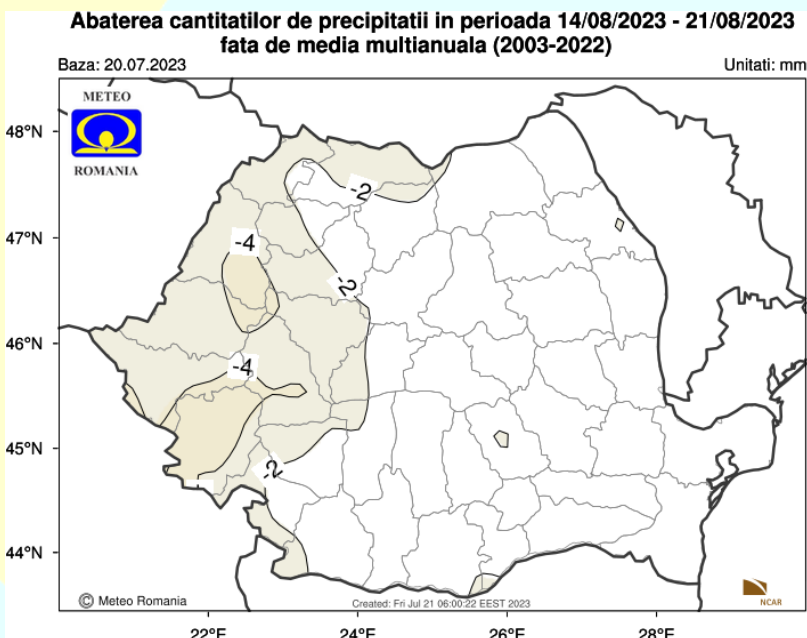 Abaterea cantitatilor de precipitatii in perioada 14/08/2023 - 21/08/2023
fata de media multianuala (2003-2022)
Baza: 20.07.2023
Unitati: mm
METEO
ROMANIA
48°N
47°N
46°N
45°N
44°N
-2
-4
-2
-4
-2
© Meteo Romania
Created: Fri Jul 21 06:00:22 EEST 2023
NCAR
22°E
24°E
26°E
28°E